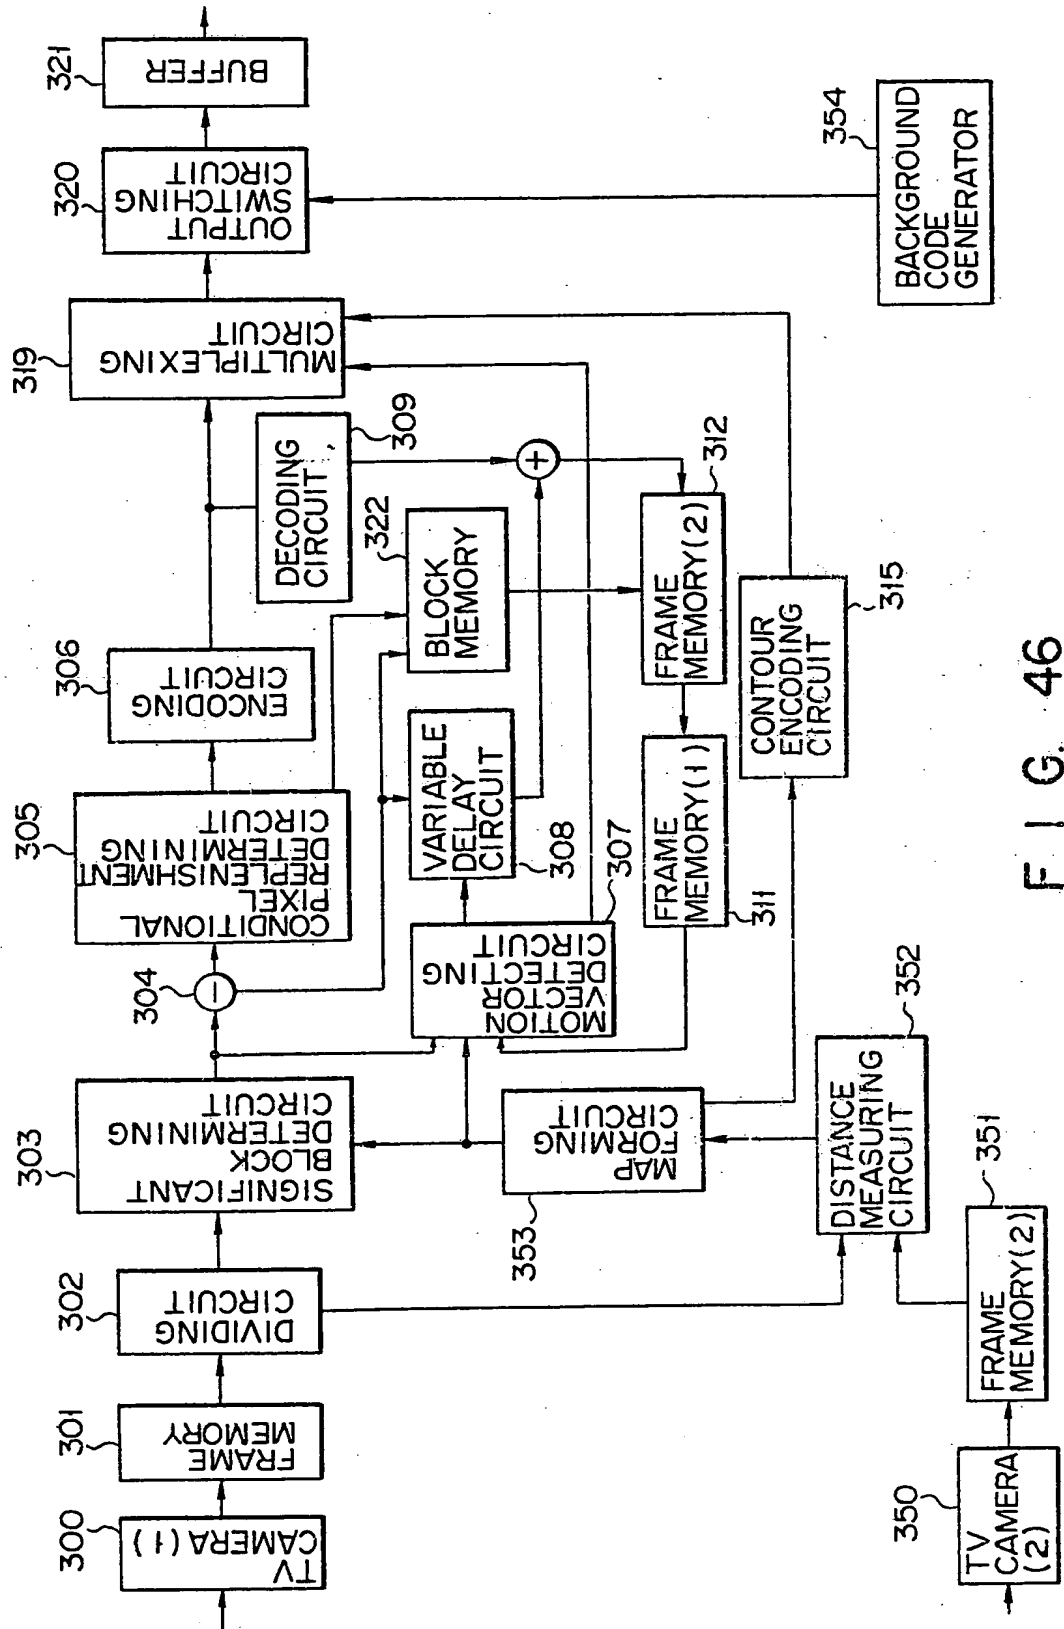 300
TV
CAMERA (1)
301
FRAME
MEMORY
302
DIVIDING
CIRCUIT
303
SIGNIFICANT
BLOCK
DETERMINING
CIRCUIT
304
−
305
CONDITIONAL
PIXEL
REPLENISHMENT
DETERMINING
CIRCUIT
306
ENCODING
CIRCUIT
319
MULTIPLEXING
CIRCUIT
320
OUTPUT
SWITCHING
CIRCUIT
321
BUFFER
DECODING
CIRCUIT
309
322
BLOCK
MEMORY
VARIABLE
DELAY
CIRCUIT
308
307
MOTION
VECTOR
DETECTING
CIRCUIT
+
312
FRAME
MEMORY(2)
FRAME
MEMORY(1)
311
MAP
FORMING
CIRCUIT
353
CONTOUR
ENCODING
CIRCUIT
315
352
DISTANCE
MEASURING
CIRCUIT
350
TV
CAMERA
(2)
351
FRAME
MEMORY(2)
354
BACKGROUND
CODE
GENERATOR
FIG. 46